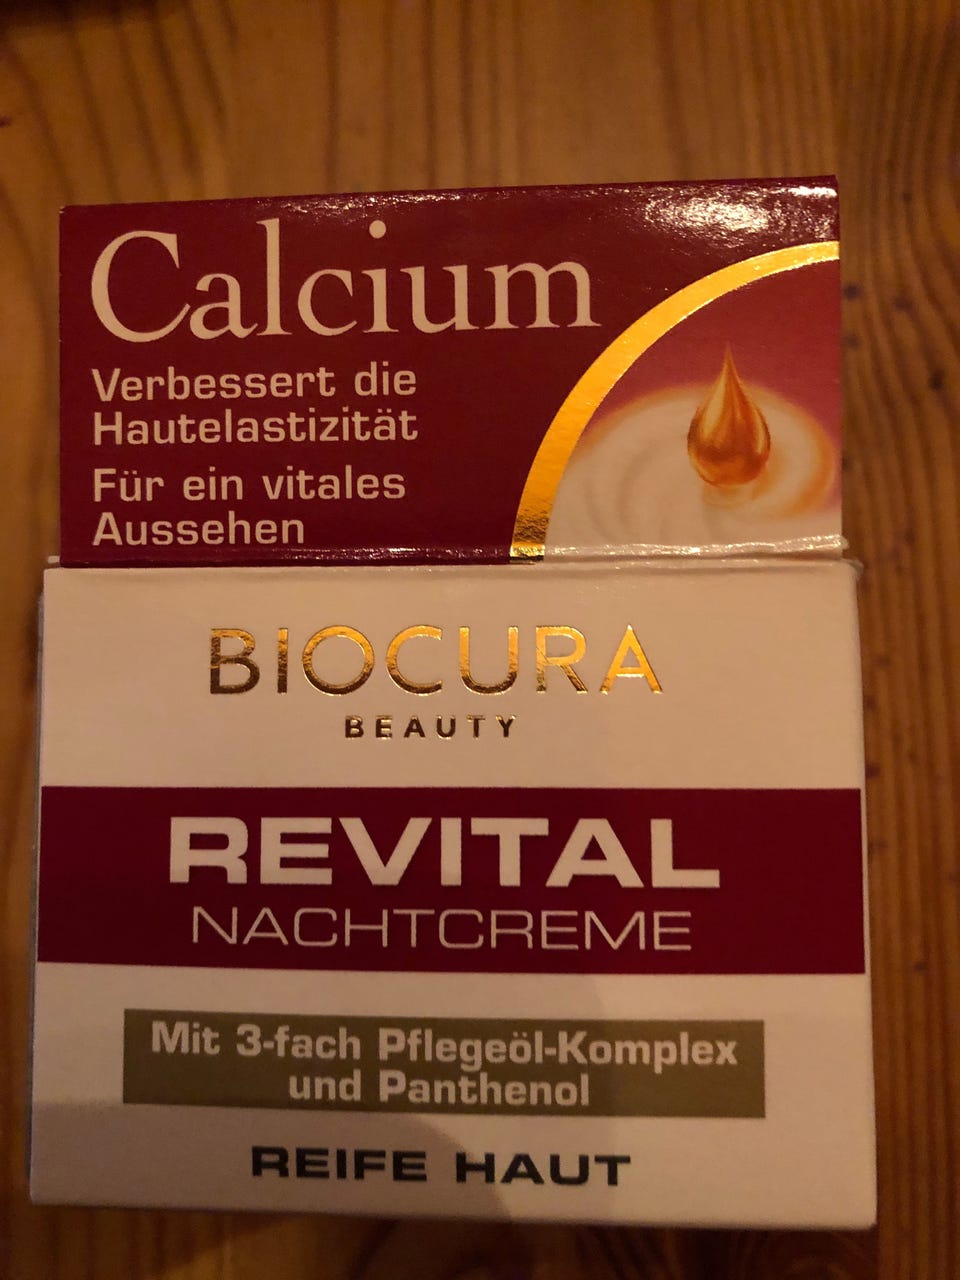 Calcium
Verbessert die
Hautelastizität
Für ein vitales
Aussehen
BIOCURA
BEAUTY
REVITAL
NACHTCREME
Mit 3-fach Pflegeöl-Komplex
und Panthenol
REIFE HAUT